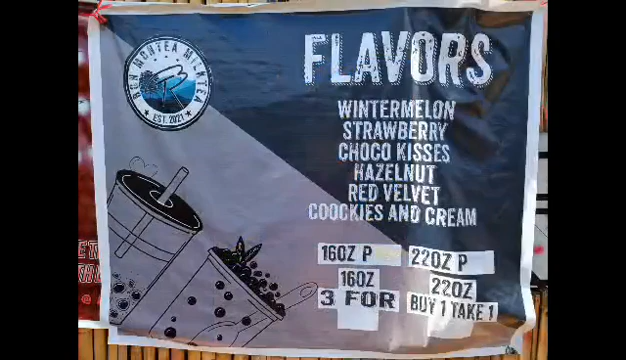 RON MONTEA MILKTEA
EST. 2021
FLAVORS
WINTERMELON
STRAWBERRY
CHOCO KISSES
HAZELNUT
RED VELVET
COOCKIES AND CREAM
16OZ P
22OZ P
16OZ
3 FOR
22OZ
BUY 1 TAKE 1